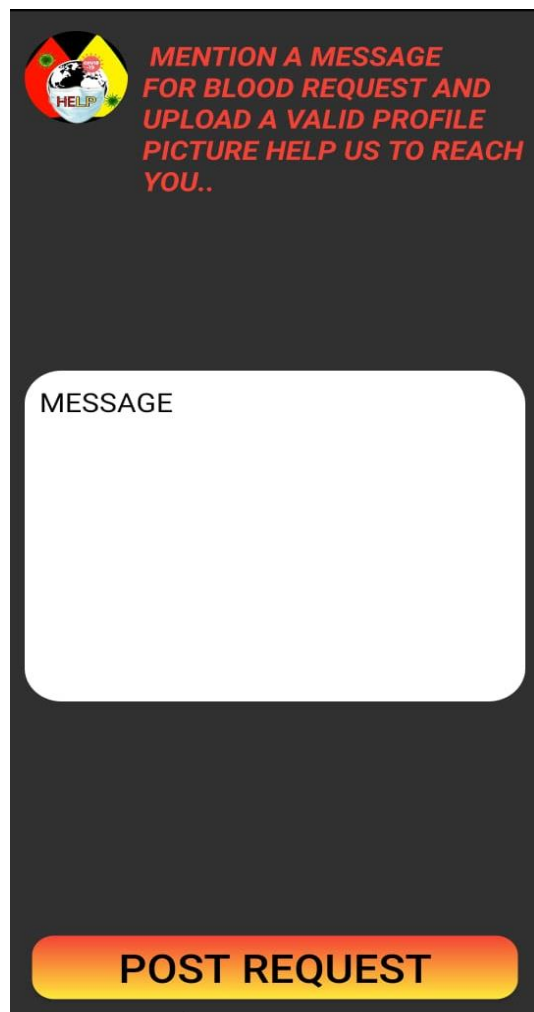 MENTION A MESSAGE
FOR BLOOD REQUEST AND
UPLOAD A VALID PROFILE
PICTURE HELP US TO REACH
YOU..
HELP
MESSAGE
POST REQUEST